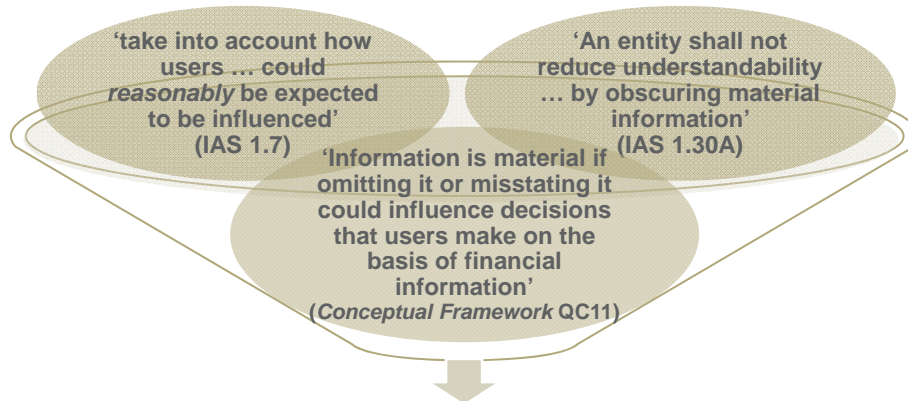 ‘take into account how
users … could
reasonably be expected
to be influenced’
(IAS 1.7)
‘An entity shall not
reduce understandability
… by obscuring material
information’
(IAS 1.30A)
‘Information is material if
omitting it or misstating it
could influence decisions
that users make on the
basis of financial
information’
(Conceptual Framework QC11)